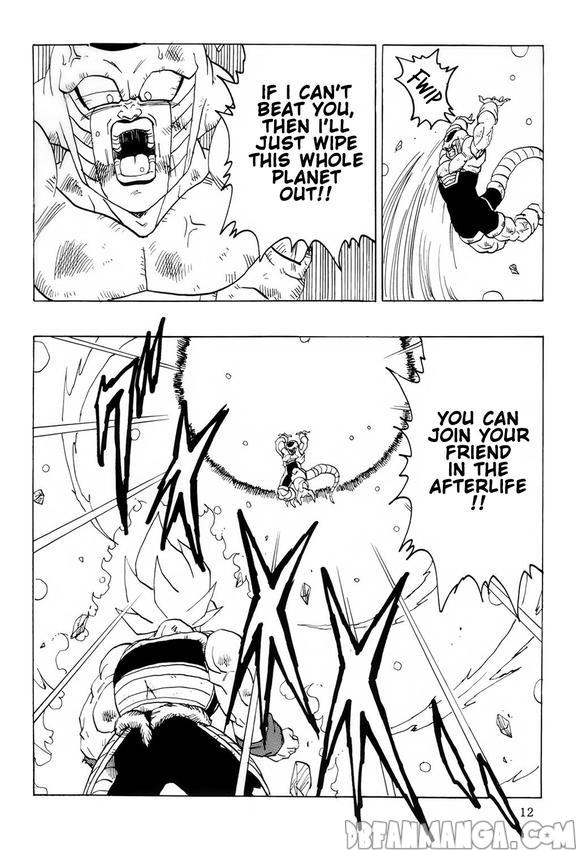 IF I CAN'T
BEAT YOU,
THEN I'LL
JUST WIPE
THIS WHOLE
PLANET
OUT!!
FWIP
YOU CAN
JOIN YOUR
FRIEND
IN THE
AFTERLIFE
!!
12
DBFANMANGA.COM